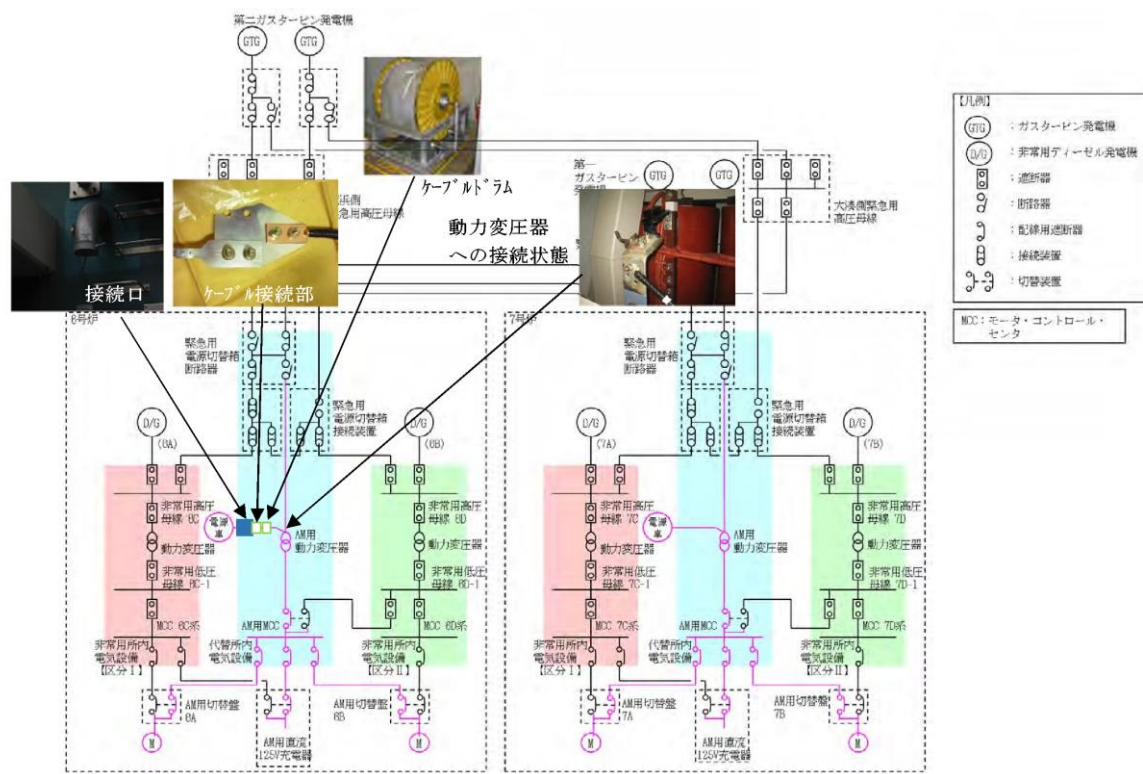 第二ガスタービン発電機
GTG
GTG
ケーブルドラム
【凡例】
GTG
：ガスタービン発電機
D/G
：非常用ディーゼル発電機
：遮断器
：断路器
：配線用遮断器
：接続装置
：切替装置
MCC：モータ・コントロール・
センタ
第一
ガスタービン
GTG
GTG
浜側
急用高圧母線
大湊側緊急用
高圧母線
動力変圧器
への接続状態
接続口
ケーブル接続部
6号炉
緊急用
電源切替箱
断路器
緊急用
電源切替箱
接続装置
D/G
(6A)
D/G
(6B)
非常用高圧
母線 6C
非常用高圧
母線 6D
電源
車
AM用
動力変圧器
動力変圧器
動力変圧器
非常用低圧
母線 6C-1
非常用低圧
母線 6D-1
MCC 6C系
AM用MCC
MCC 6D系
非常用所内
電気設備
【区分Ⅰ】
代替所内
電気設備
非常用所内
電気設備
【区分Ⅱ】
AM用切替盤
6A
AM用切替盤
6B
M
AM用直流
125V充電器
M
7号炉
緊急用
電源切替箱
断路器
緊急用
電源切替箱
接続装置
D/G
(7A)
D/G
(7B)
非常用高圧
母線 7C
非常用高圧
母線 7D
電源
車
AM用
動力変圧器
動力変圧器
動力変圧器
非常用低圧
母線 7C-1
非常用低圧
母線 7D-1
MCC 7C系
AM用MCC
MCC 7D系
非常用所内
電気設備
【区分Ⅰ】
代替所内
電気設備
非常用所内
電気設備
【区分Ⅱ】
AM用切替盤
7A
AM用切替盤
7B
M
AM用直流
125V充電器
M